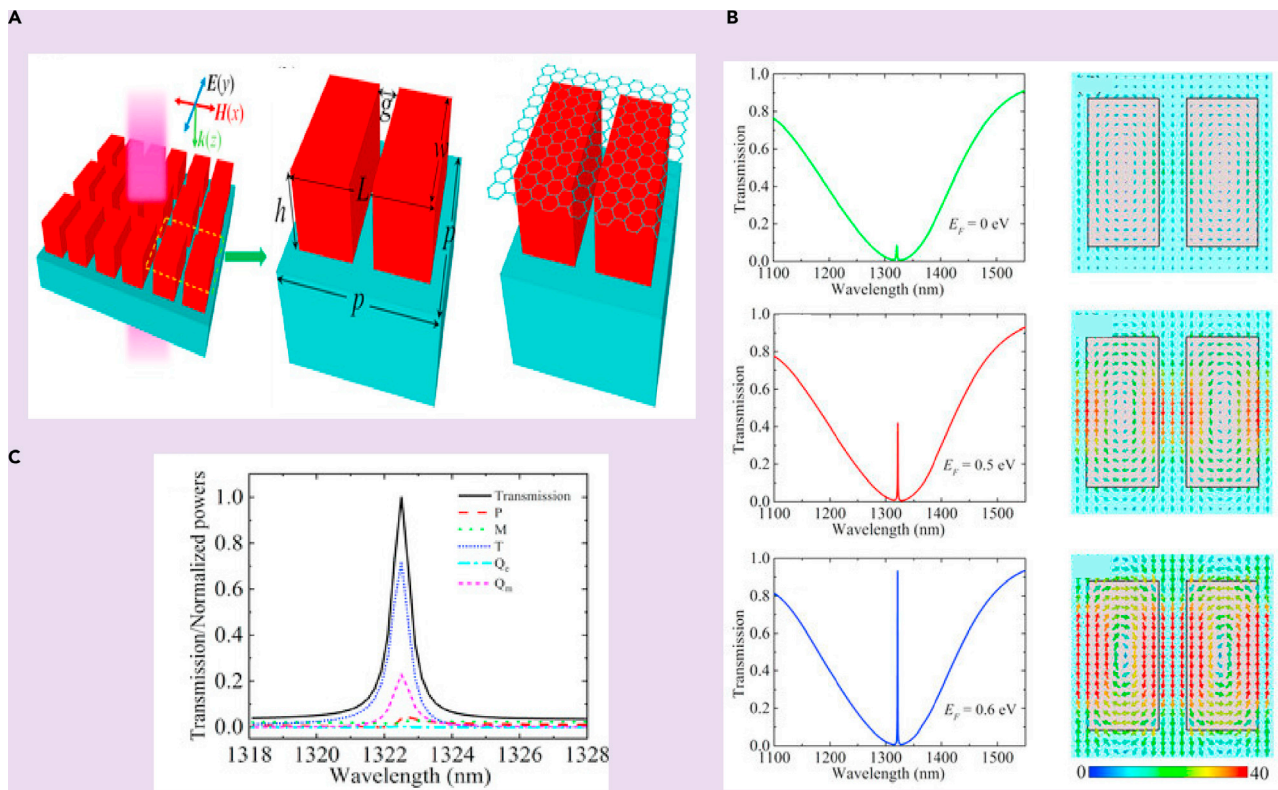 A
E(y)
H(x)
k(z)
g
w
L
h
p
p
B
1.0
0.8
0.6
0.4
0.2
0.0
Transmission
E_F = 0 eV
1100 1200 1300 1400 1500
Wavelength (nm)
1.0
0.8
0.6
0.4
0.2
0.0
Transmission
E_F = 0.5 eV
1100 1200 1300 1400 1500
Wavelength (nm)
1.0
0.8
0.6
0.4
0.2
0.0
Transmission
E_F = 0.6 eV
1100 1200 1300 1400 1500
Wavelength (nm)
0 40
C
Transmission/Normalized powers
1.0
0.8
0.6
0.4
0.2
0.0
Transmission
P
M
T
Q_e
Q_m
1318 1320 1322 1324 1326 1328
Wavelength (nm)